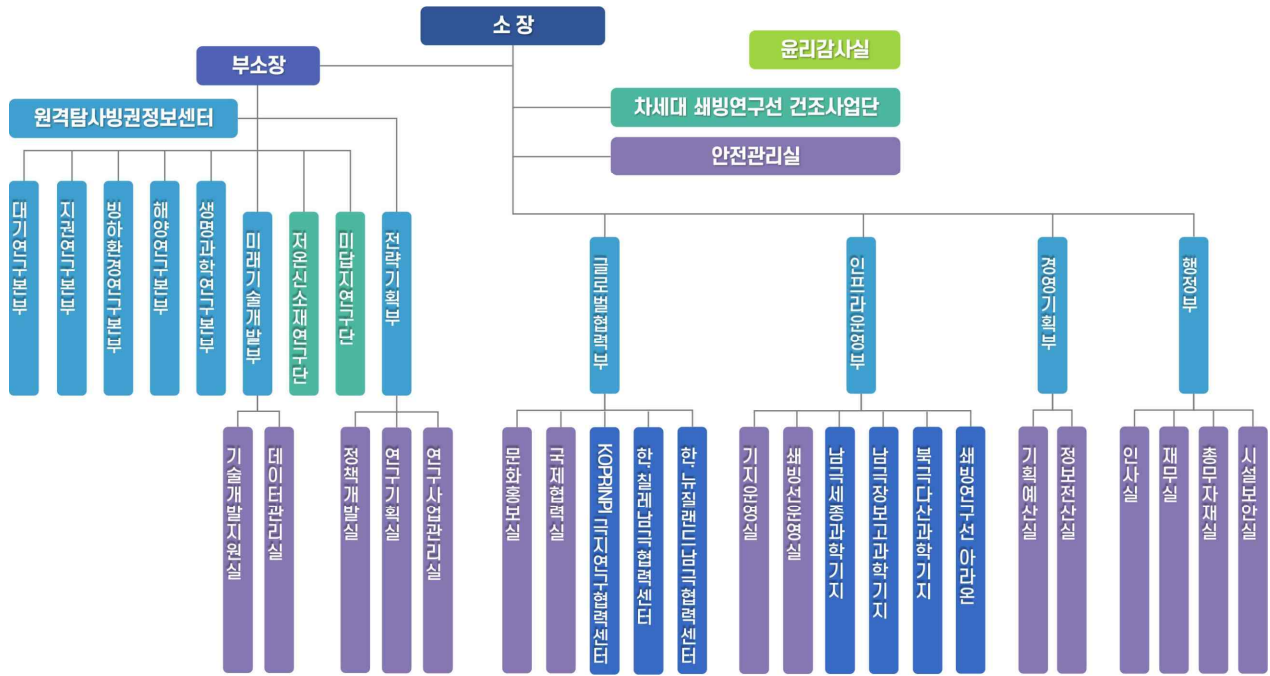 소 장
윤리감사실
부소장
차세대 쇄빙연구선 건조사업단
원격탐사빙권정보센터
안전관리실
대기연구본부
지권연구본부
빙하환경연구본부
해양연구본부
생명과학연구본부
미래기술개발부
저온신소재연구단
미답지연구단
전략기획부
글로벌협력부
인프라운영부
경영기획부
행정부
기술개발지원실
데이터관리실
정책개발실
연구기획실
연구사업관리실
문화홍보실
국제협력실
KOPRI·NPI 극지연구협력센터
한.칠레남극협력센터
한.뉴질랜드남극협력센터
기지운영실
쇄빙선운영실
남극세종과학기지
남극장보고과학기지
북극다산과학기지
쇄빙연구선 아라온
기획예산실
정보전산실
인사실
재무실
총무자재실
시설보안실